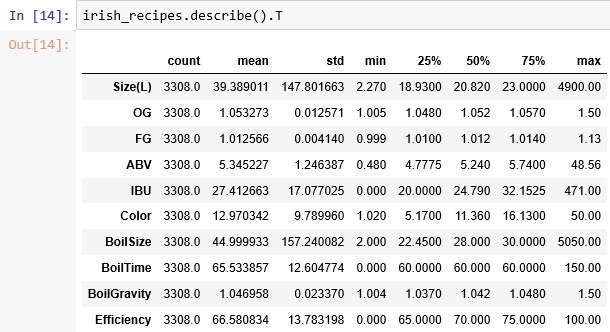 In [14]: irish_recipes.describe().T
Out[14]:
count mean std min 25% 50% 75% max
Size(L) 3308.0 39.389011 147.801663 2.270 18.9300 20.820 23.0000 4900.00
OG 3308.0 1.053273 0.012571 1.005 1.0480 1.052 1.0570 1.50
FG 3308.0 1.012566 0.004140 0.999 1.0100 1.012 1.0140 1.13
ABV 3308.0 5.345227 1.246387 0.480 4.7775 5.240 5.7400 48.56
IBU 3308.0 27.412663 17.077025 0.000 20.0000 24.790 32.1525 471.00
Color 3308.0 12.970342 9.789960 1.020 5.1700 11.360 16.1300 50.00
BoilSize 3308.0 44.999933 157.240082 2.000 22.4500 28.000 30.0000 5050.00
BoilTime 3308.0 65.533857 12.604774 0.000 60.0000 60.000 60.0000 150.00
BoilGravity 3308.0 1.046958 0.023370 1.004 1.0370 1.042 1.0480 1.50
Efficiency 3308.0 66.580834 13.783198 0.000 65.0000 70.000 75.0000 100.00